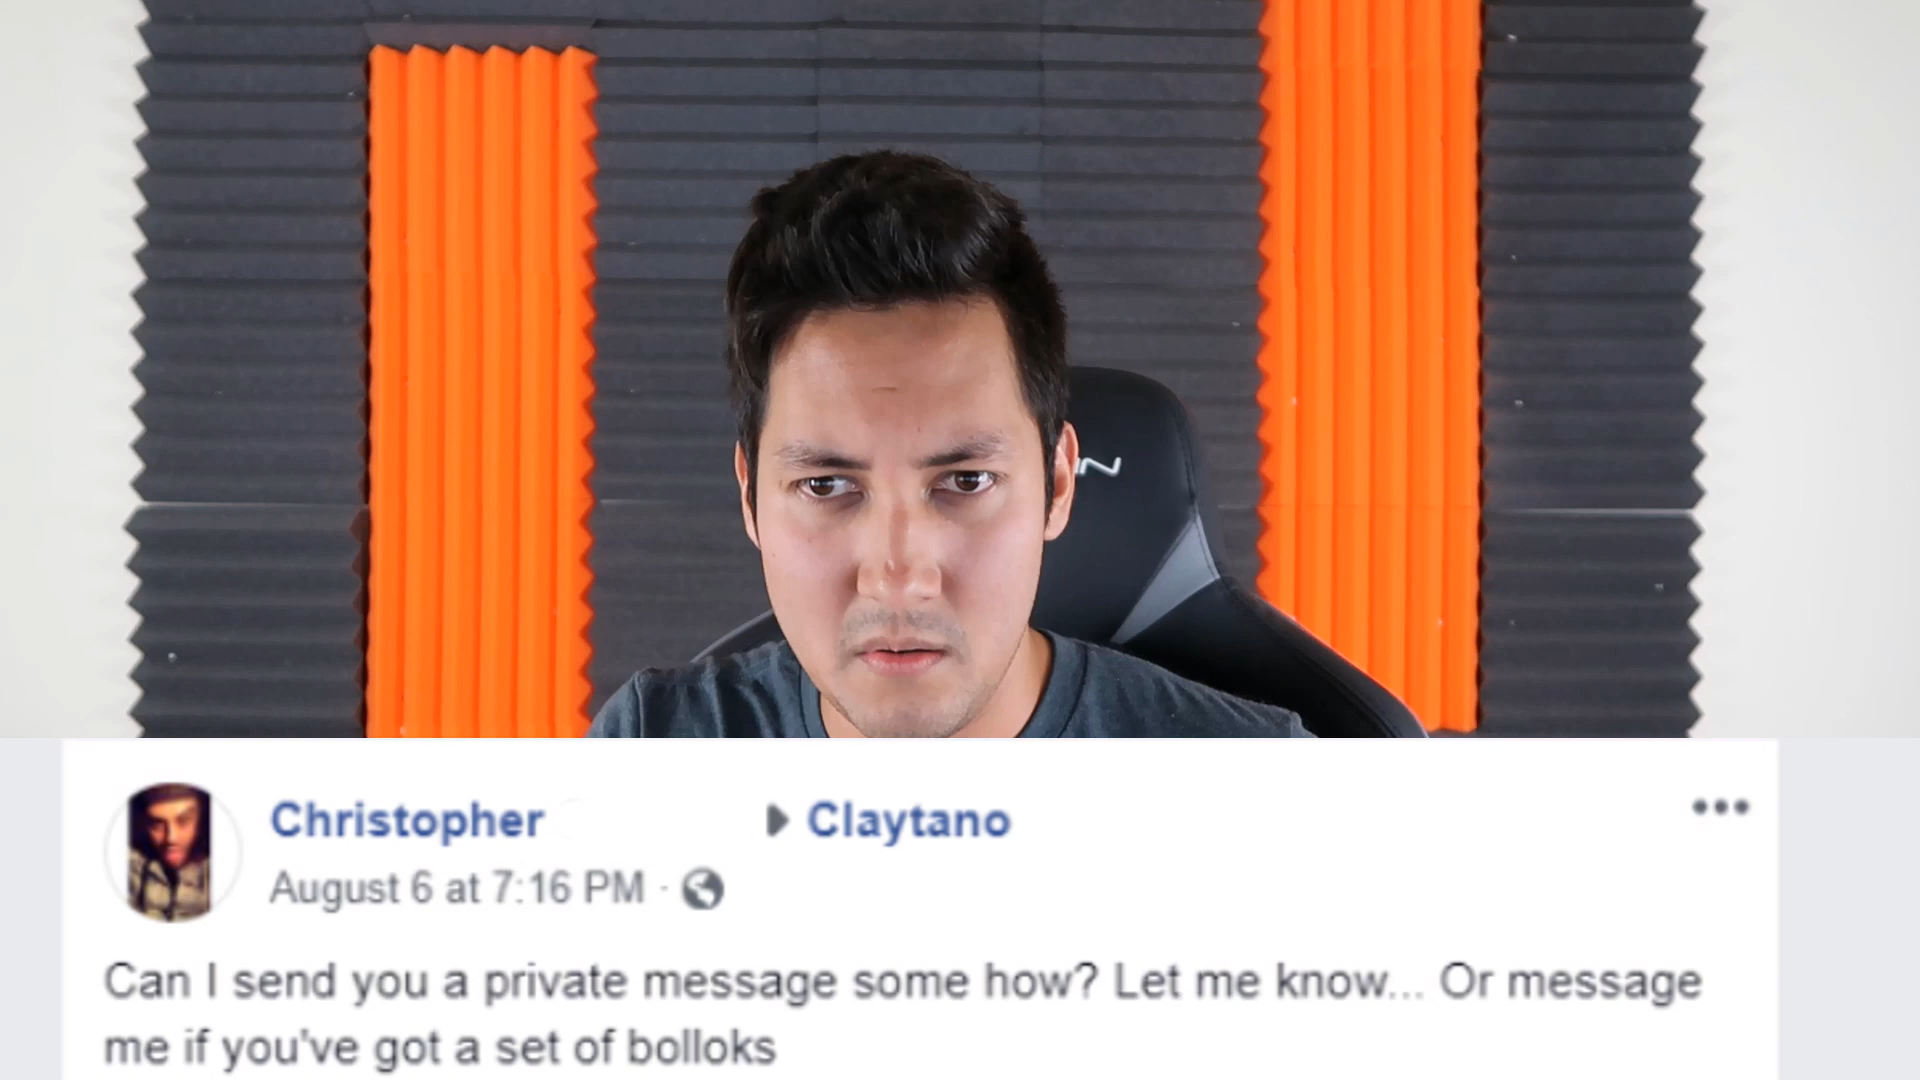 IN
Christopher Claytano
August 6 at 7:16 PM ·
Can I send you a private message some how? Let me know... Or message
me if you've got a set of bolloks